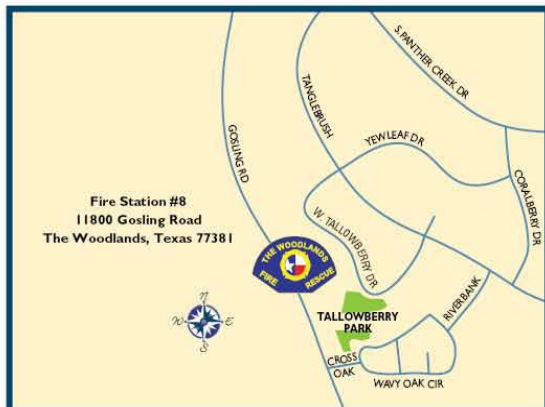 S. PANTHER CREEK DR
TANGLEBRUSH
GOSLING RD
YEWLEAF DR
CORALBERRY DR
Fire Station #8
11800 Gosling Road
The Woodlands, Texas 77381
W. TALLOWBERRY DR.
THE WOODLANDS
FIRE RESCUE
N
W E
S
TALLOWBERRY
PARK
RIVERBANK
CROSS
OAK
WAVY OAK CIR